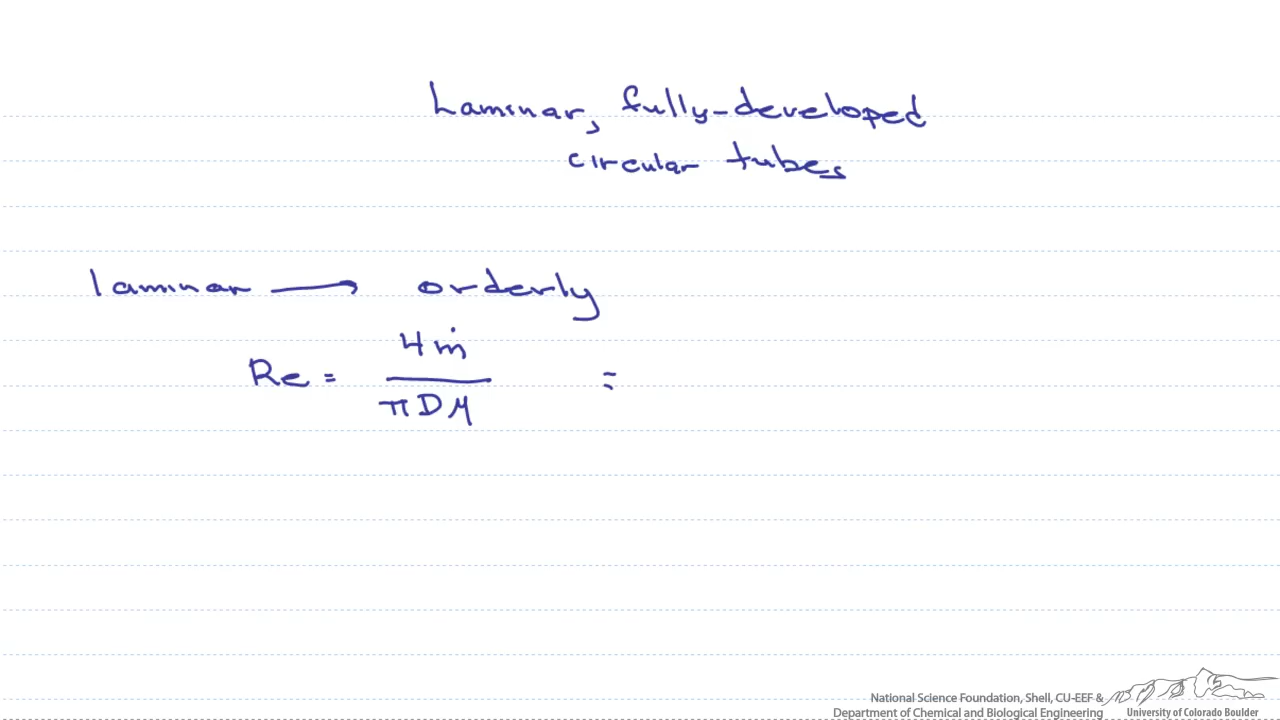 Laminar, fully-developed
circular tubes
laminar → orderly
Re = 4ṁ / πDμ =
National Science Foundation, Shell, CU-EEF &
Department of Chemical and Biological Engineering
University of Colorado Boulder